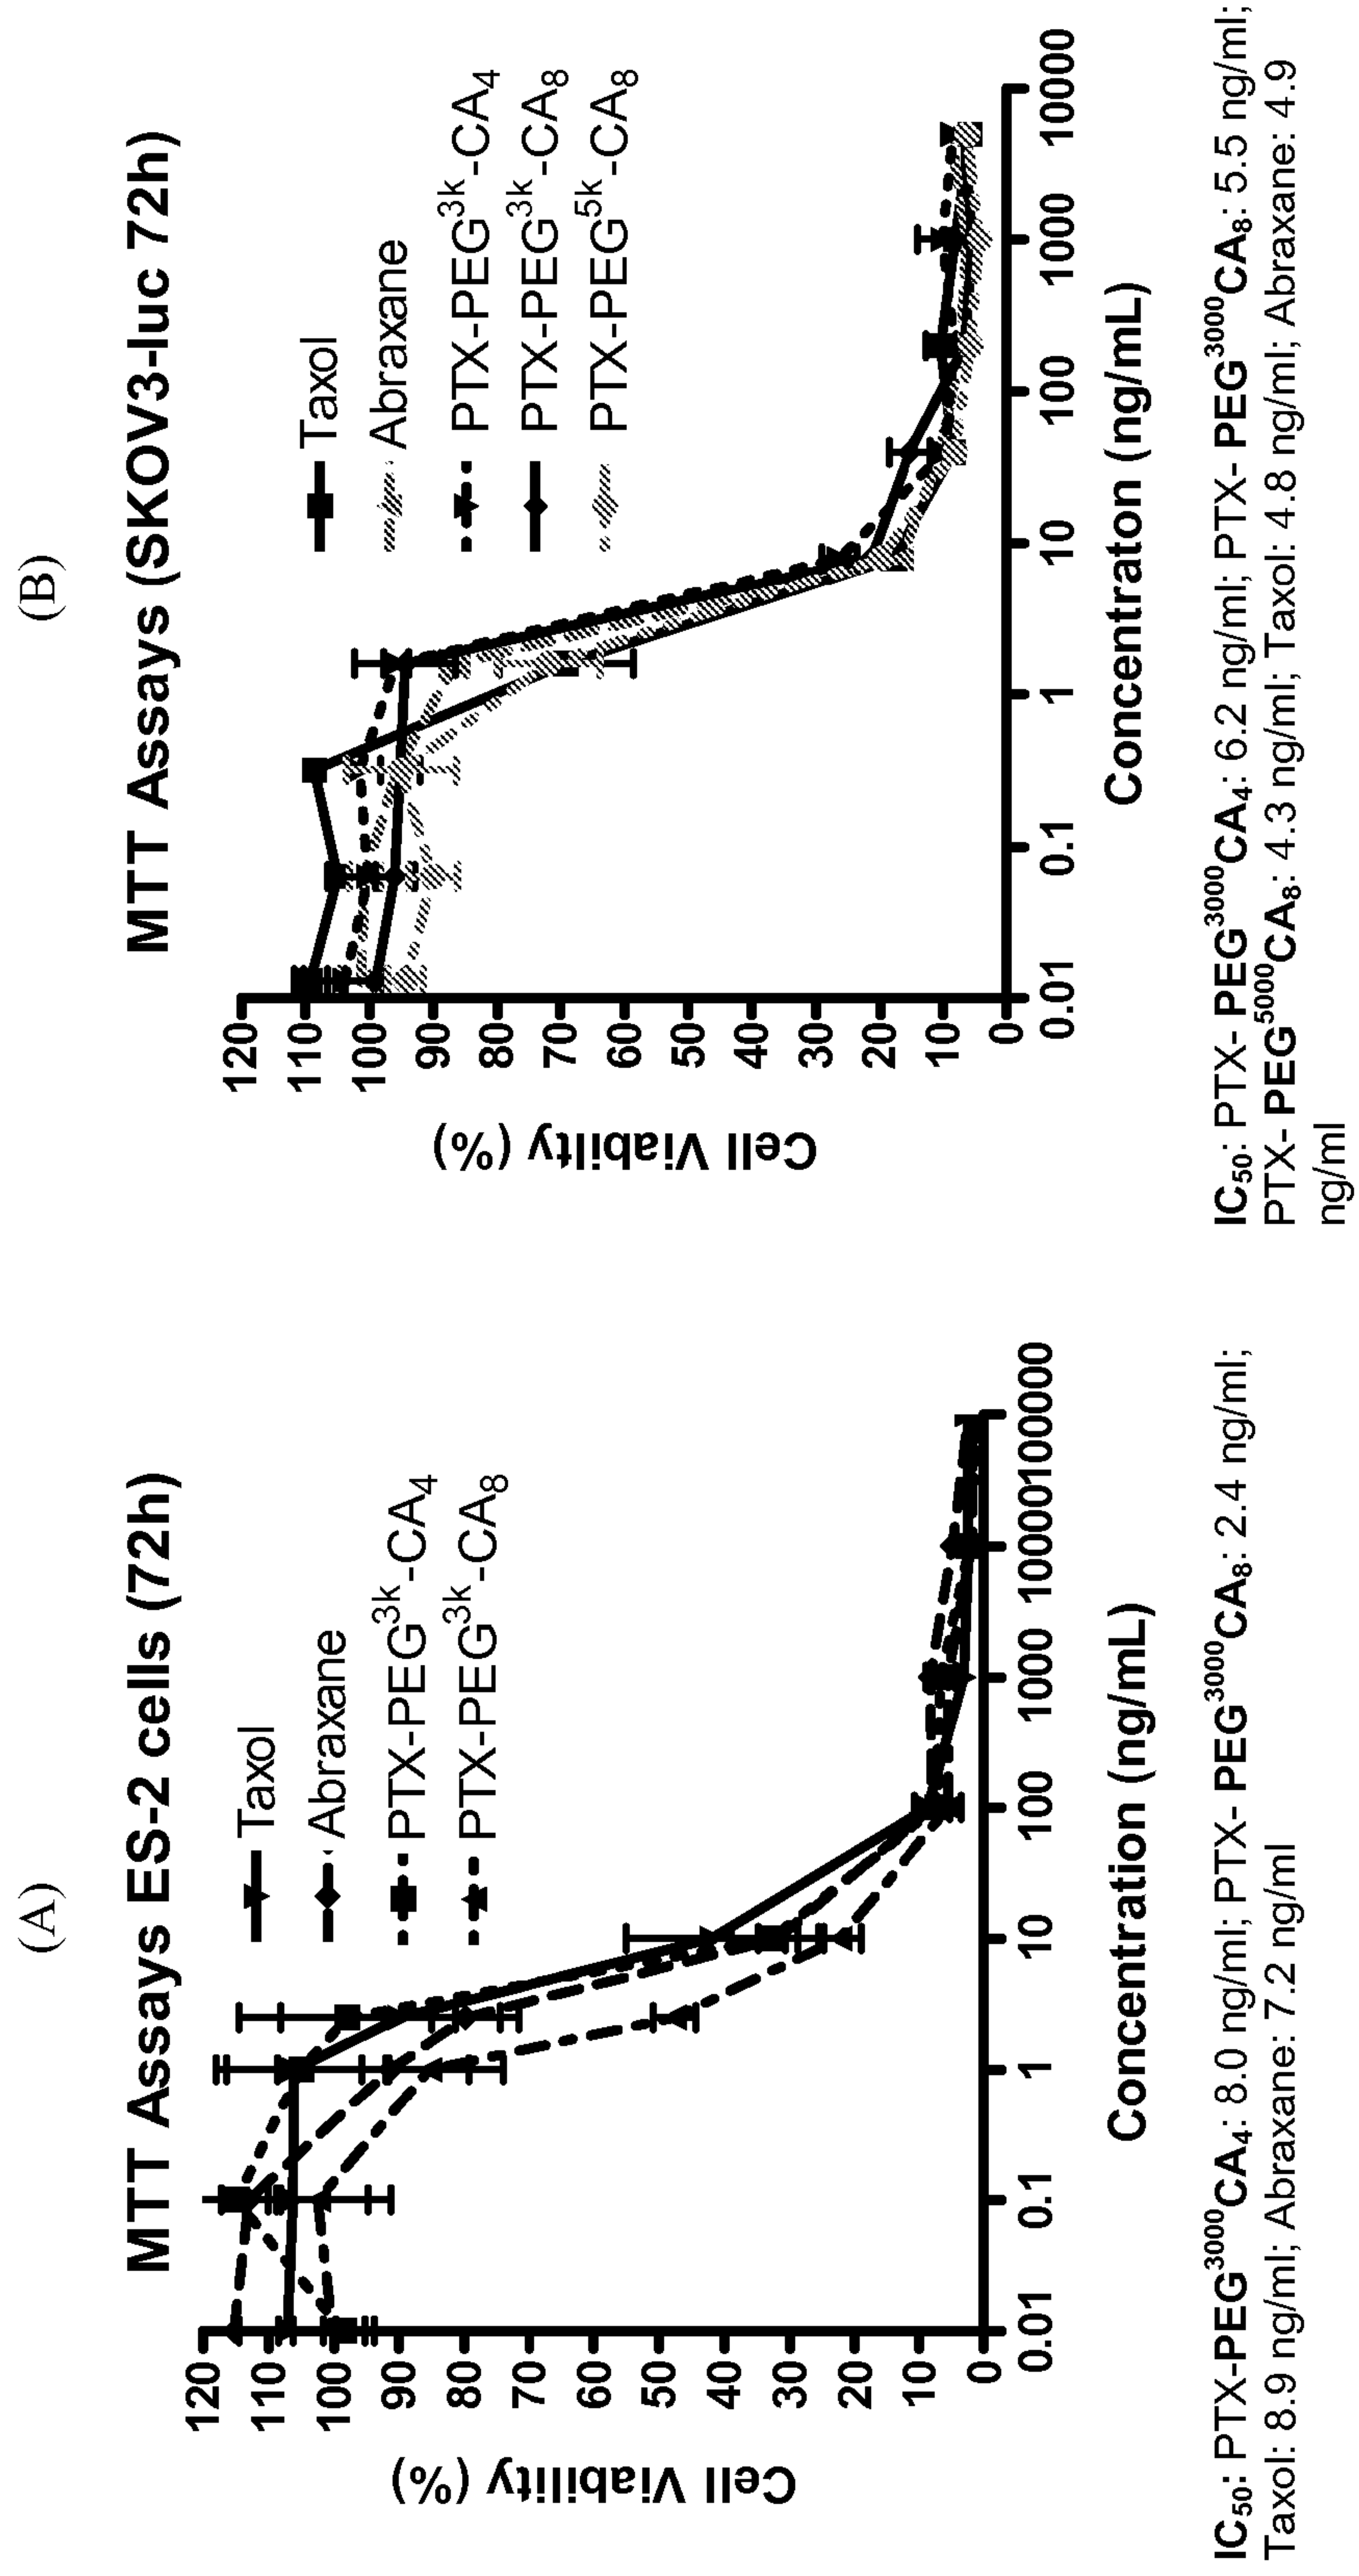 (A)
MTT Assays ES-2 cells (72h)
Taxol
Abraxane
PTX-PEG3k-CA4
PTX-PEG3k-CA8
Cell Viability (%)
120
110
100
90
80
70
60
50
40
30
20
10
0
0.01 0.1 1 10 100 1000 10000 100000
Concentration (ng/mL)
IC50: PTX-PEG3000CA4: 8.0 ng/ml; PTX- PEG3000CA8: 2.4 ng/ml;
Taxol: 8.9 ng/ml; Abraxane: 7.2 ng/ml
(B)
MTT Assays (SKOV3-luc 72h)
Taxol
Abraxane
PTX-PEG3k-CA4
PTX-PEG3k-CA8
PTX-PEG5k-CA8
Cell Viabilty (%)
120
110
100
90
80
70
60
50
40
30
20
10
0
0.01 0.1 1 10 100 1000 10000
Concentraton (ng/mL)
IC50: PTX- PEG3000CA4: 6.2 ng/ml; PTX- PEG3000CA8: 5.5 ng/ml;
PTX- PEG5000CA8: 4.3 ng/ml; Taxol: 4.8 ng/ml; Abraxane: 4.9
ng/ml